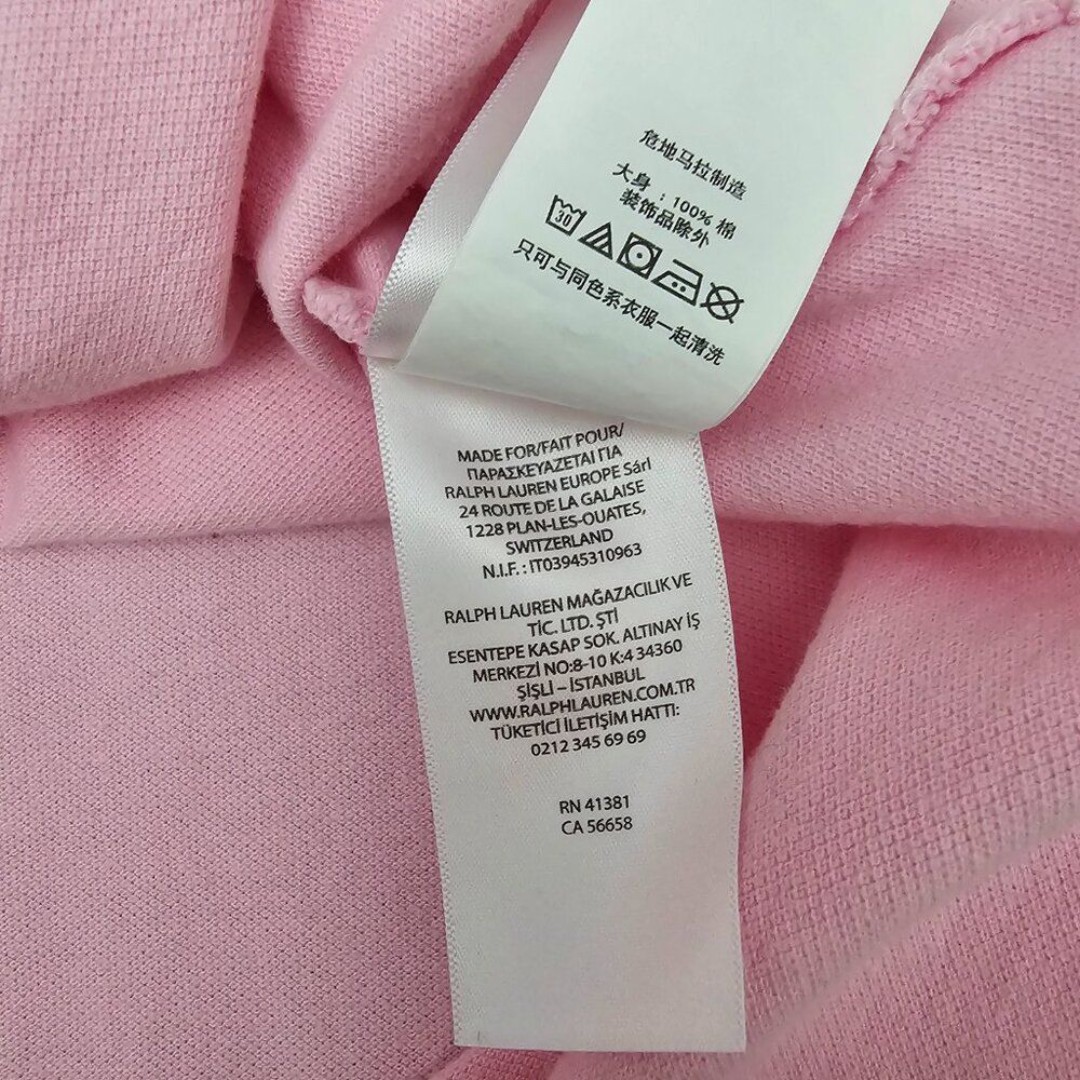 危地马拉制造
大身：100% 棉
装饰品除外
30
只可与同色系衣服一起清洗
MADE FOR/FAIT POUR/
ΠΑΡΑΣΚΕΥΑΖΕΤΑΙ ΓΙΑ
RALPH LAUREN EUROPE Sárl
24 ROUTE DE LA GALAISE
1228 PLAN-LES-OUATES,
SWITZERLAND
N.I.F. : IT03945310963
RALPH LAUREN MAĞAZACILIK VE
TİC. LTD. ŞTİ
ESENTEPE KASAP SOK. ALTINAY İŞ
MERKEZİ NO:8-10 K:4 34360
ŞİŞLİ – İSTANBUL
WWW.RALPHLAUREN.COM.TR
TÜKETİCİ İLETİŞİM HATTI:
0212 345 69 69
RN 41381
CA 56658